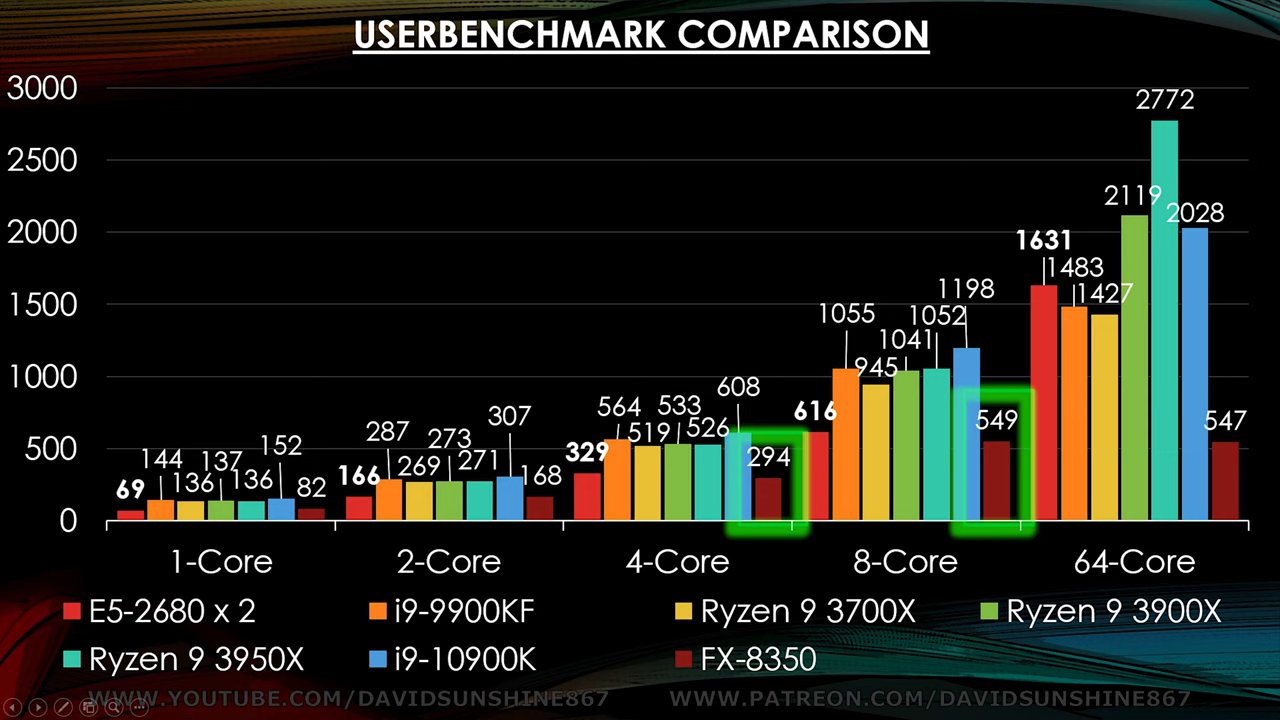 USERBENCHMARK COMPARISON
3000
2500
2000
1500
1000
500
0
69 144 136 137 136 152 82
166 287 269 273 271 307 168
329 564 519 533 526 608 294
616 1055 945 1041 1052 1198 549
1631 1483 1427 2119 2772 2028 547
1-Core 2-Core 4-Core 8-Core 64-Core
E5-2680 x 2 i9-9900KF Ryzen 9 3700X Ryzen 9 3900X
Ryzen 9 3950X i9-10900K FX-8350
WWW.YOUTUBE.COM/DAVIDSUNSHINE867 WWW.PATREON.COM/DAVIDSUNSHINE867